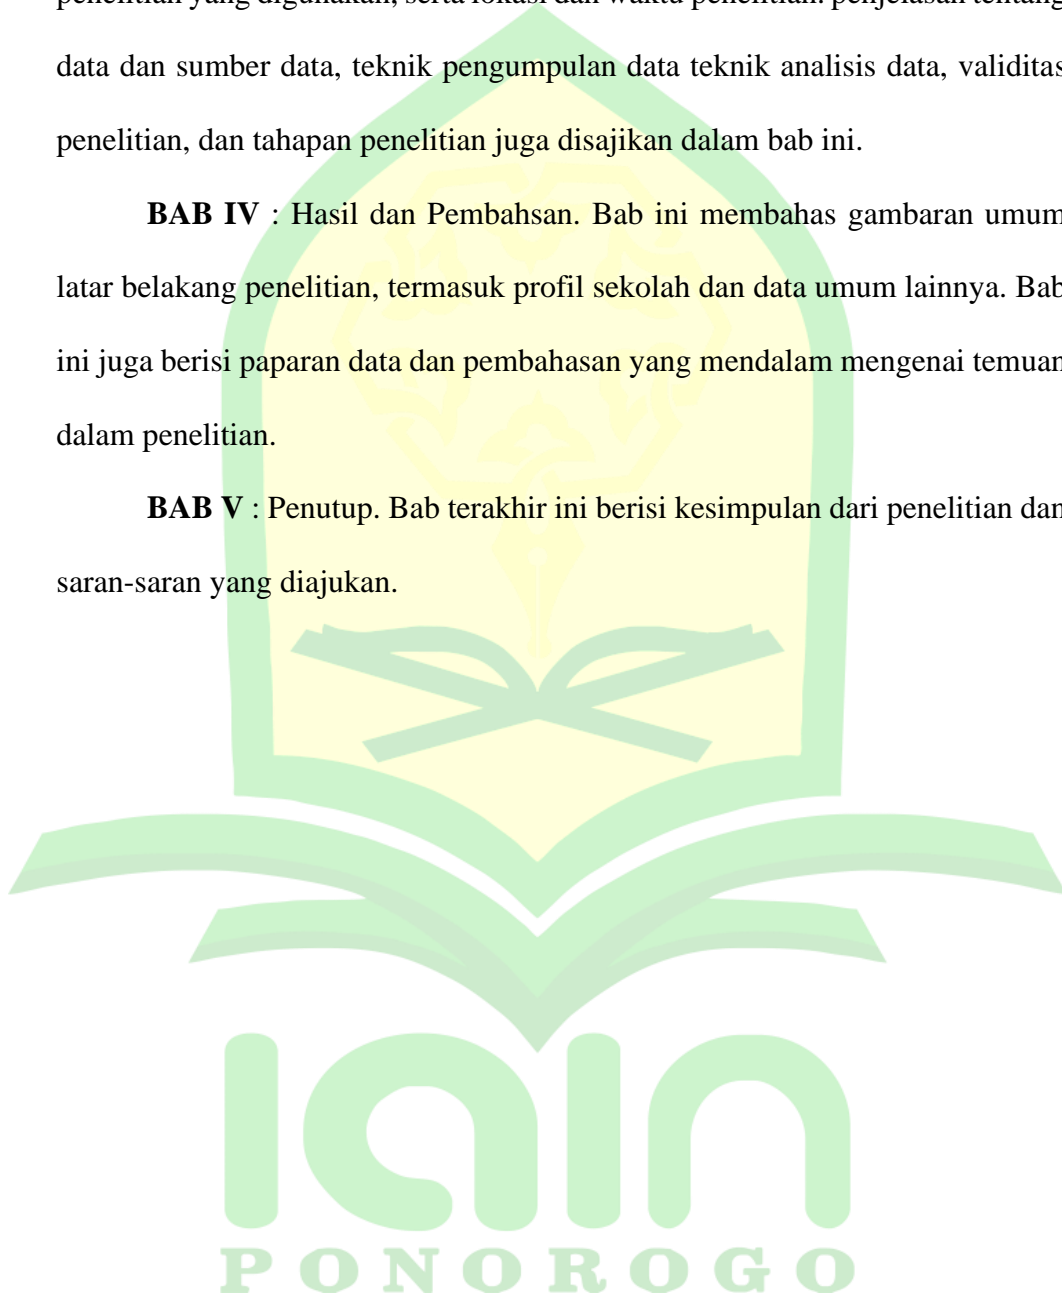 penelitian yang digunakan, serta lokasi dan waktu penelitian. penjelasan tentang
data dan sumber data, teknik pengumpulan data teknik analisis data, validitas
penelitian, dan tahapan penelitian juga disajikan dalam bab ini.
BAB IV : Hasil dan Pembahsan. Bab ini membahas gambaran umum
latar belakang penelitian, termasuk profil sekolah dan data umum lainnya. Bab
ini juga berisi paparan data dan pembahasan yang mendalam mengenai temuan
dalam penelitian.
BAB V : Penutup. Bab terakhir ini berisi kesimpulan dari penelitian dan
saran-saran yang diajukan.
iain
PONOROGO